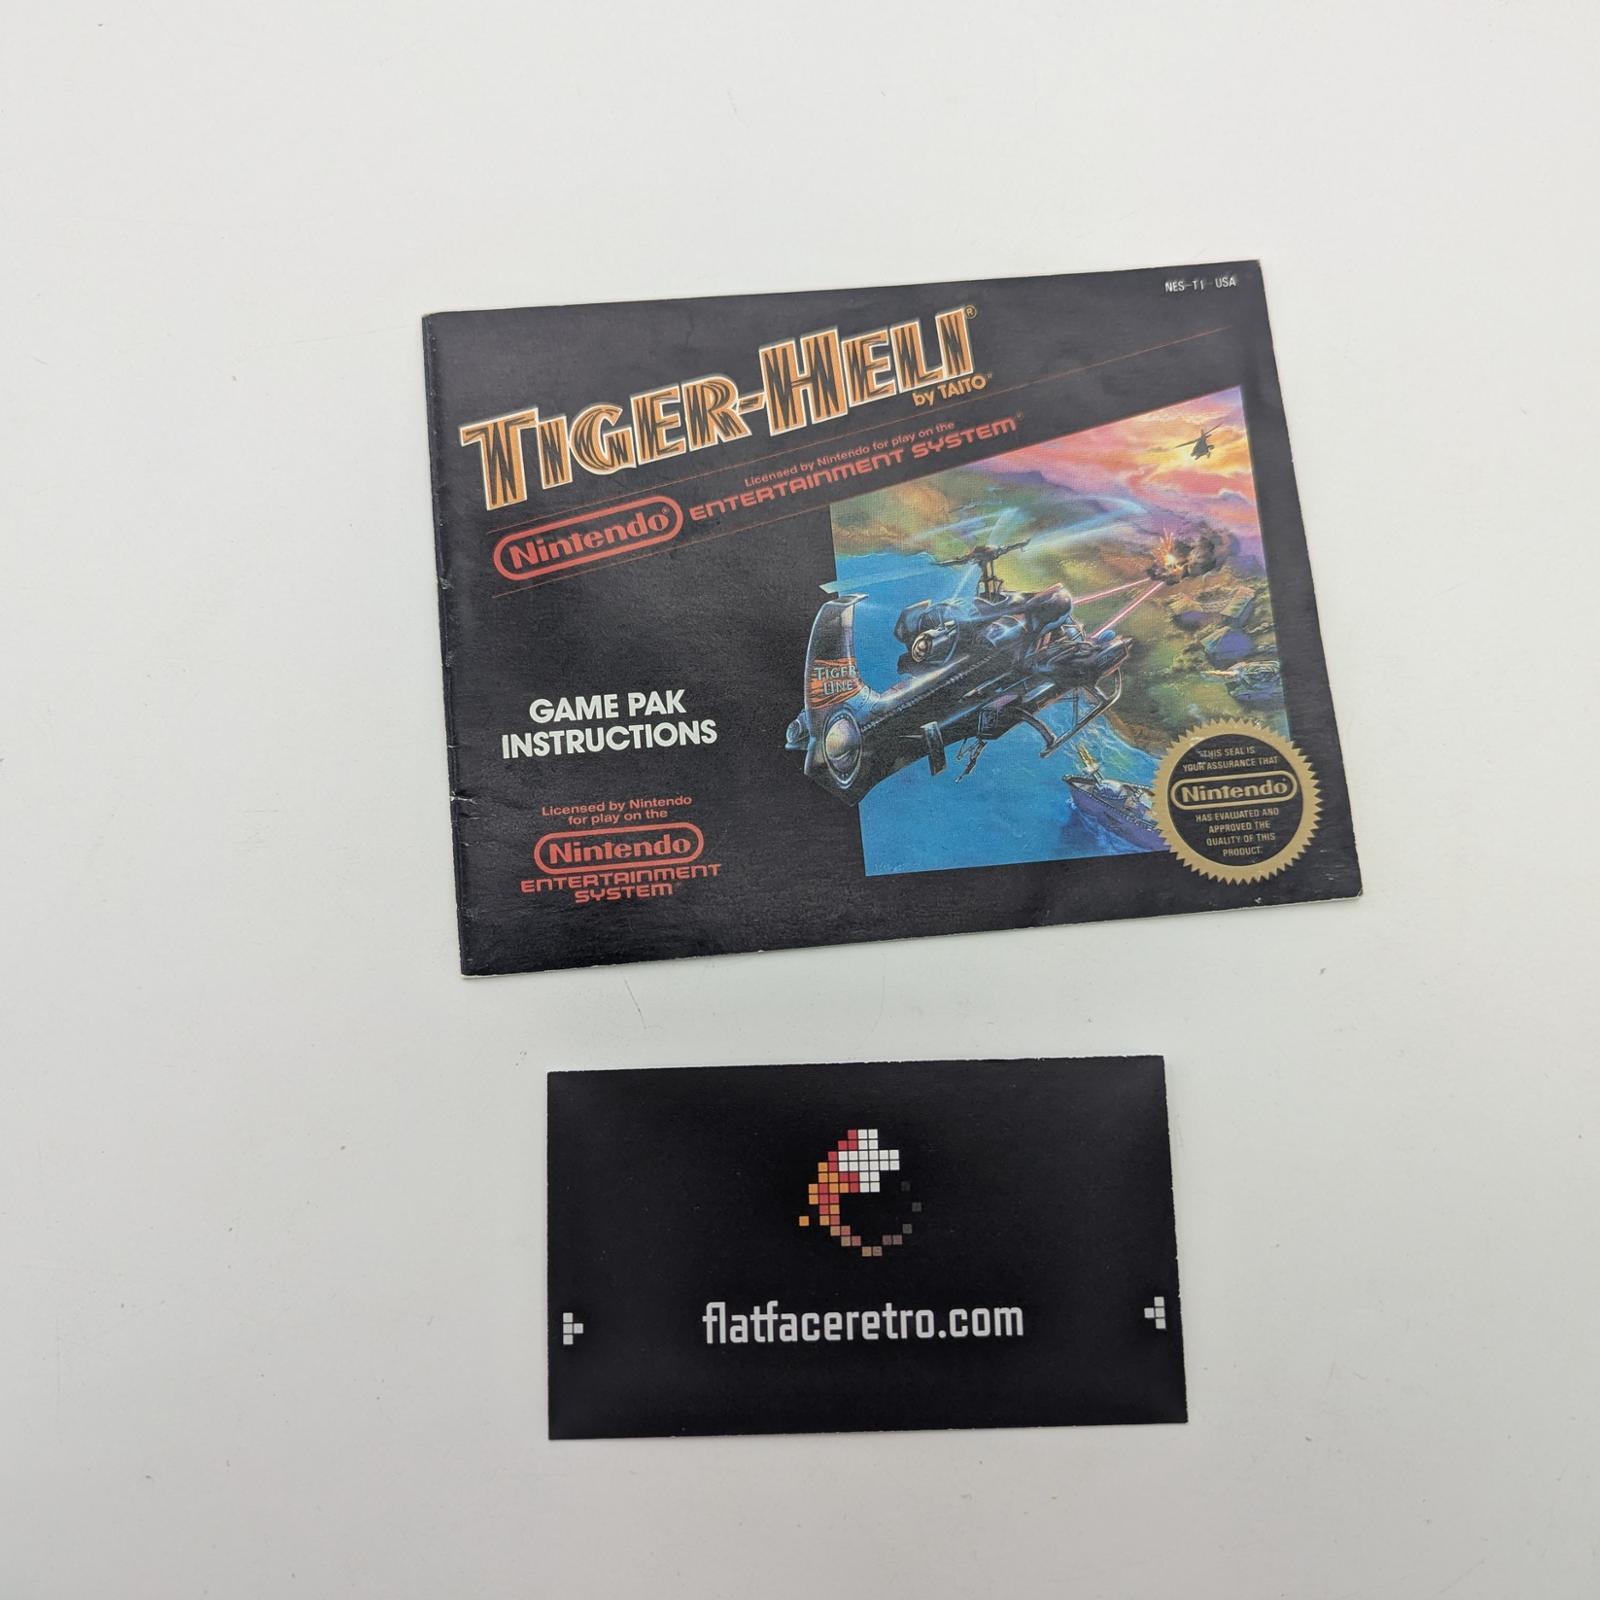 NES-TI-USA
TIGER-HELI®
by TAITO®
Licensed by Nintendo for play on the
Nintendo® ENTERTAINMENT SYSTEM®
TIGER
LINE
GAME PAK
INSTRUCTIONS
Licensed by Nintendo
for play on the
Nintendo
ENTERTAINMENT
SYSTEM®
THIS SEAL IS
YOUR ASSURANCE THAT
Nintendo®
HAS EVALUATED AND
APPROVED THE
QUALITY OF THIS
PRODUCT.
flatfaceretro.com